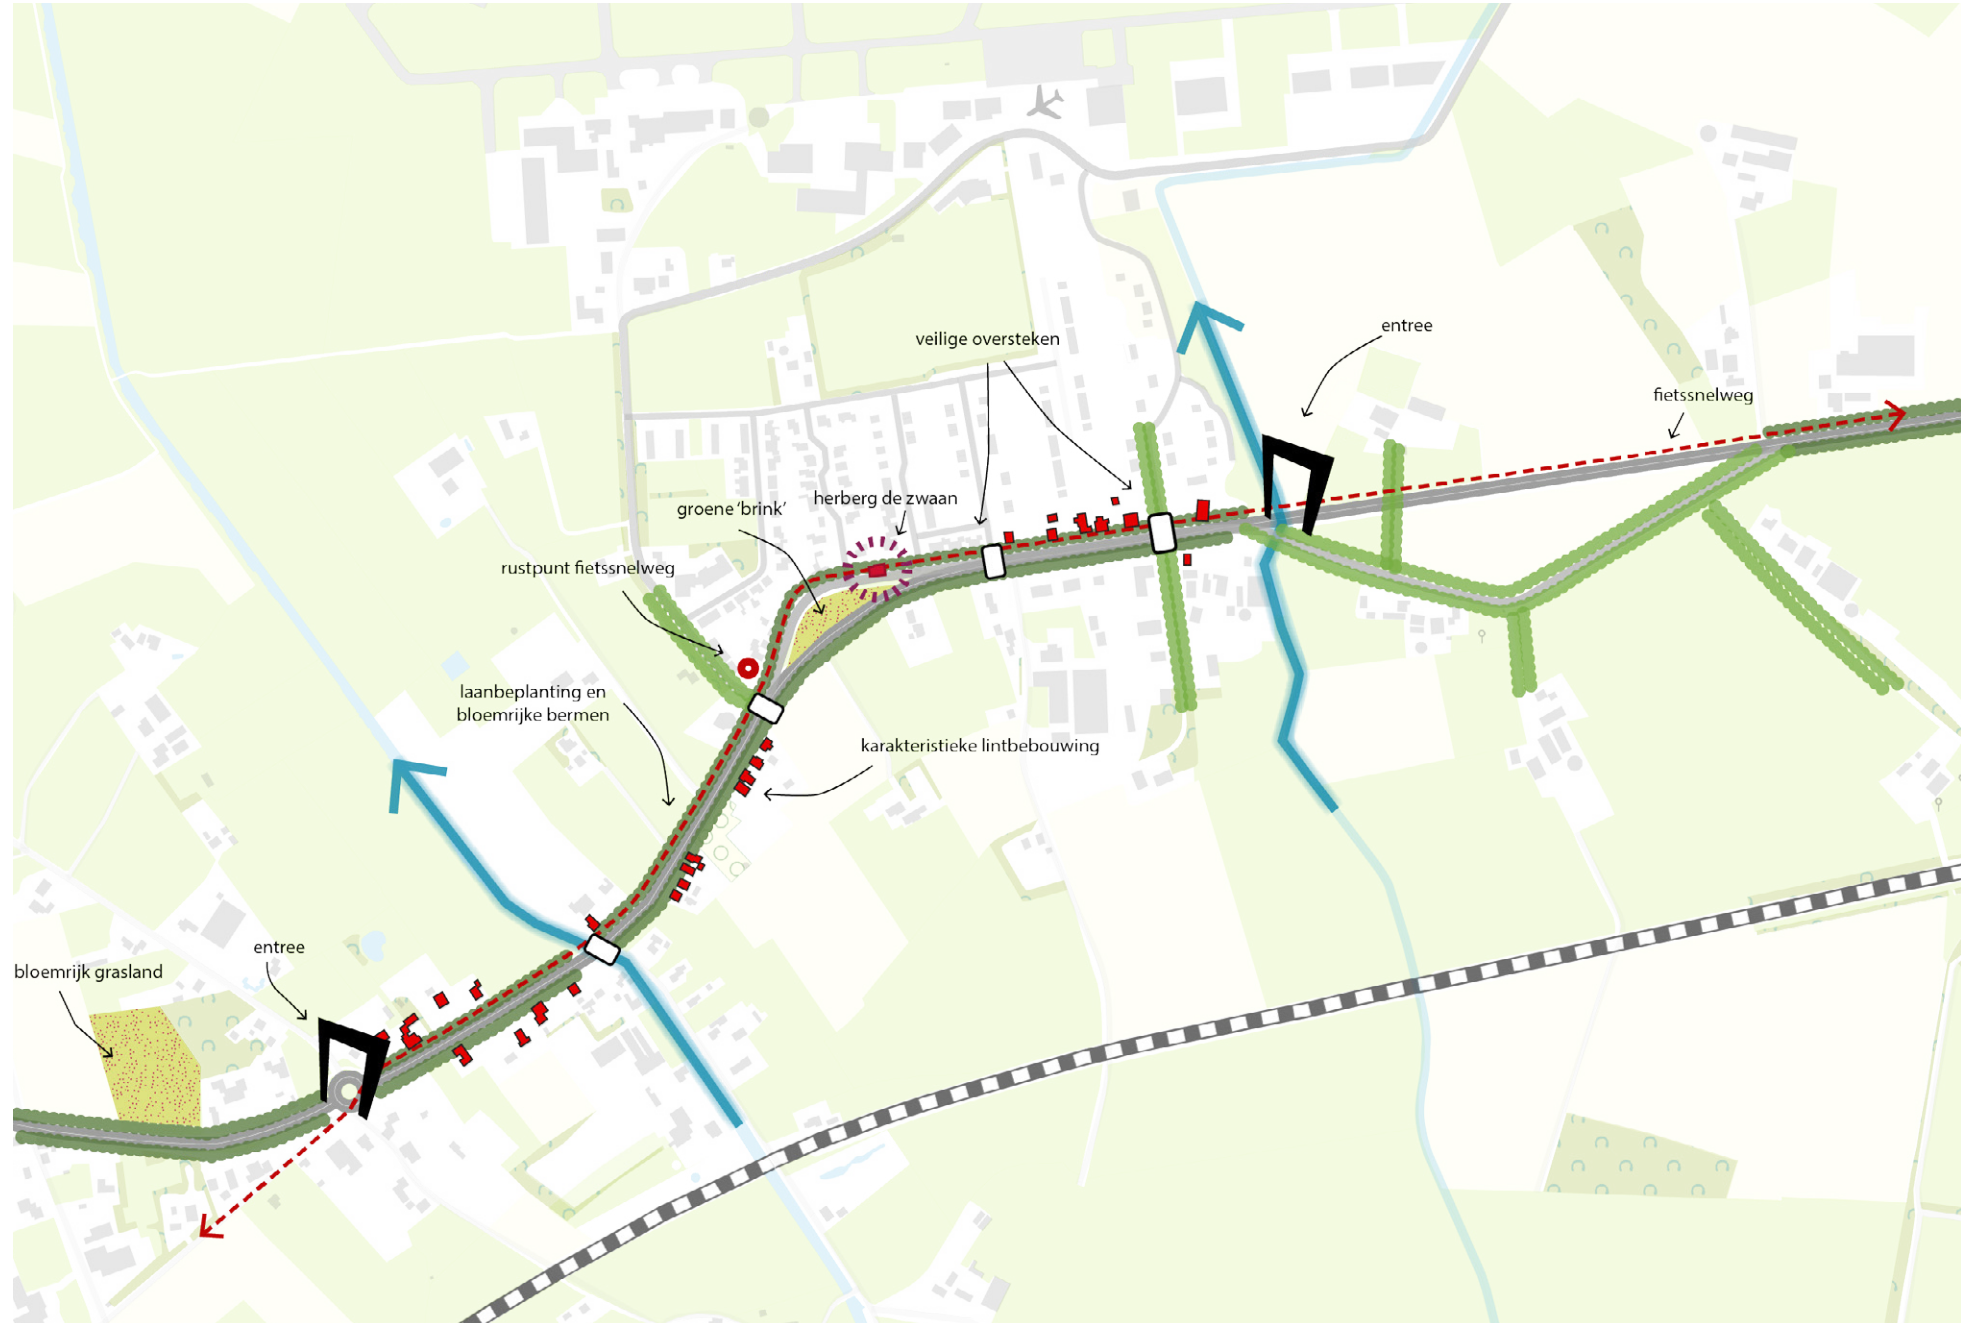 entree
veilige oversteken
fietssnelweg
herberg de zwaan
groene 'brink'
rustpunt fietssnelweg
laanbeplanting en
bloemrijke bermen
karakteristieke lintbebouwing
entree
bloemrijk grasland